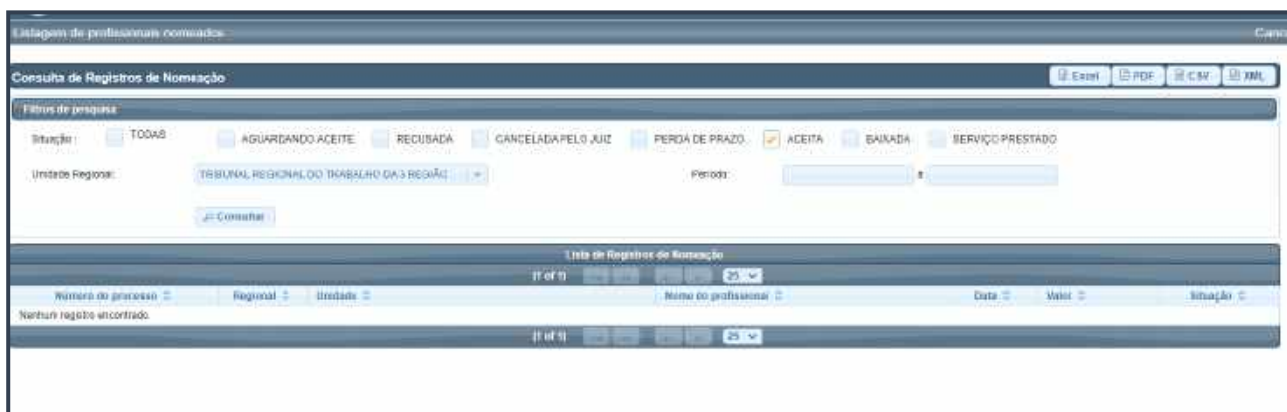 Listagem de profissionais nomeados
Consulta de Registros de Nomeação Excel PDF CSV XML
Filtros de pesquisa
Situação: TODAS AGUARDANDO ACEITE RECUSADA CANCELADA PELO JUIZ PERDA DE PRAZO ACEITA BAIXADA SERVIÇO PRESTADO
Unidade Regional: TRIBUNAL REGIONAL DO TRABALHO DA 3 REGIÃO Período: a
Consultar
Lista de Registros de Nomeação
(1 of 1) 25
Número do processo Regional Unidade Nome do profissional Data Valor Situação
Nenhum registro encontrado.
(1 of 1) 25